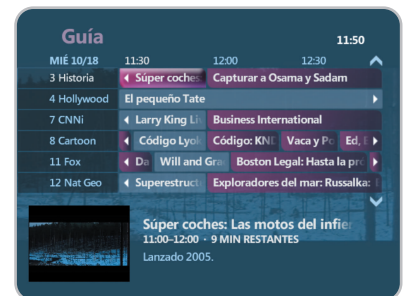 Guía
11:50
MIÉ 10/18 11:30 12:00 12:30
3 Historia Súper coches: Capturar a Osama y Sadam
4 Hollywood El pequeño Tate
7 CNNi Larry King Business International
8 Cartoon Código Código: KND Vaca y Ed,
11 Fox Da Will and Boston Legal: Hasta la
12 Nat Geo Exploradores del mar: Russalka:
Súper coches: Las motos del
11:00–12:00 · 9 MIN RESTANTES
Lanzado 2005.